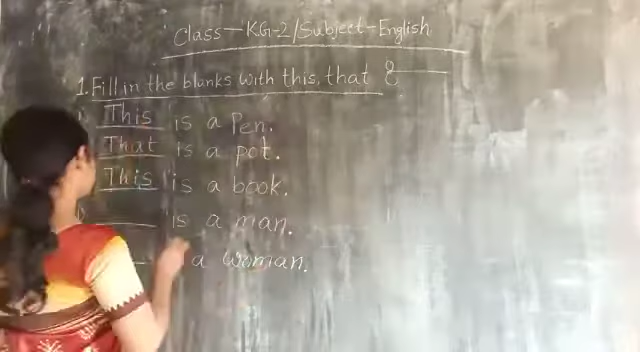 Class-KG-2/Subject-English
1. Fill in the blanks with this, that
This is a Pen.
That is a pot.
This is a book.
____ is a man.
a woman.